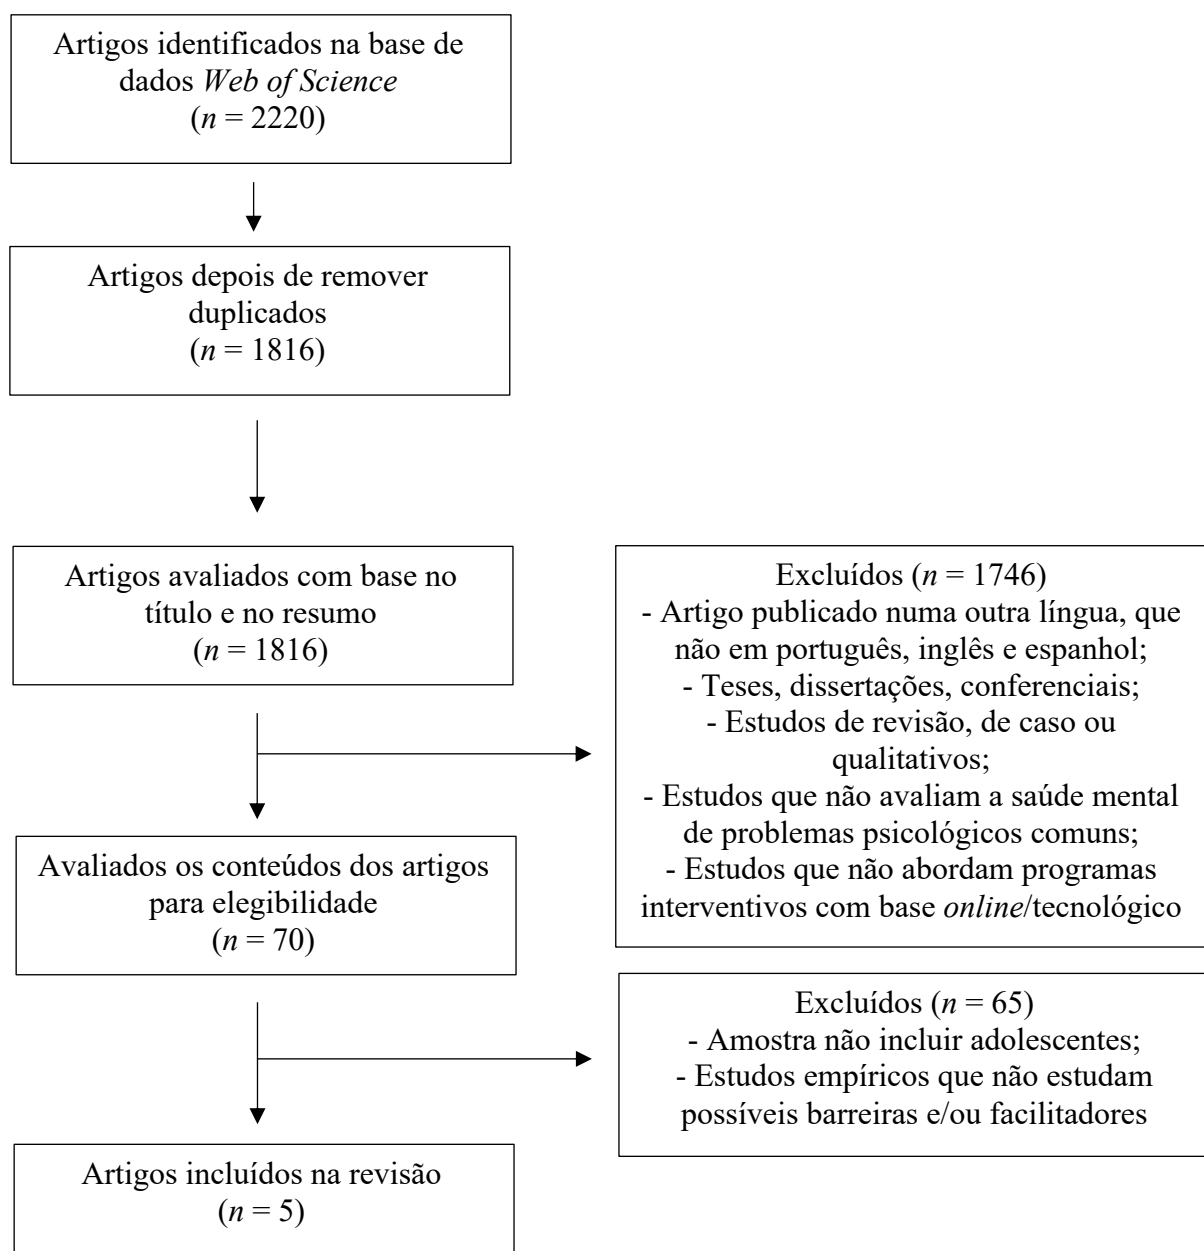 Artigos identificados na base de
dados Web of Science
(n = 2220)
Artigos depois de remover
duplicados
(n = 1816)
Artigos avaliados com base no
título e no resumo
(n = 1816)
Excluídos (n = 1746)
- Artigo publicado numa outra língua, que
não em português, inglês e espanhol;
- Teses, dissertações, conferenciais;
- Estudos de revisão, de caso ou
qualitativos;
- Estudos que não avaliam a saúde mental
de problemas psicológicos comuns;
- Estudos que não abordam programas
interventivos com base online/tecnológico
Avaliados os conteúdos dos artigos
para elegibilidade
(n = 70)
Excluídos (n = 65)
- Amostra não incluir adolescentes;
- Estudos empíricos que não estudam
possíveis barreiras e/ou facilitadores
Artigos incluídos na revisão
(n = 5)